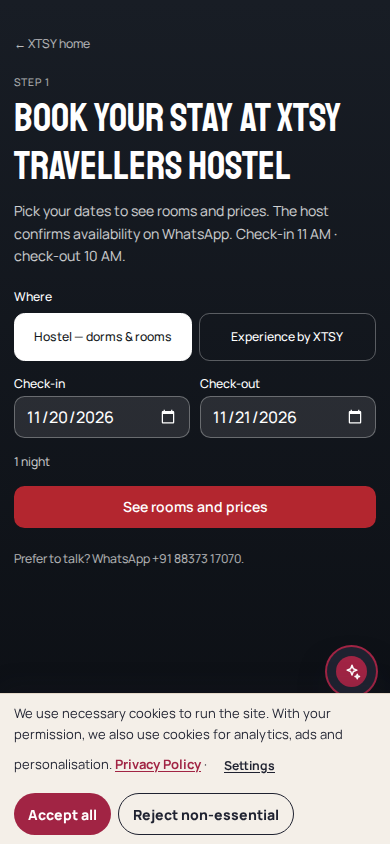 ← XTSY home
STEP 1
BOOK YOUR STAY AT XTSY
TRAVELLERS HOSTEL
Pick your dates to see rooms and prices. The host
confirms availability on WhatsApp. Check-in 11 AM ·
check-out 10 AM.
Where
Hostel — dorms & rooms
Experience by XTSY
Check-in
Check-out
11/20/2026
11/21/2026
1 night
See rooms and prices
Prefer to talk? WhatsApp +91 88373 17070.
We use necessary cookies to run the site. With your
permission, we also use cookies for analytics, ads and
personalisation. Privacy Policy · Settings
Accept all
Reject non-essential